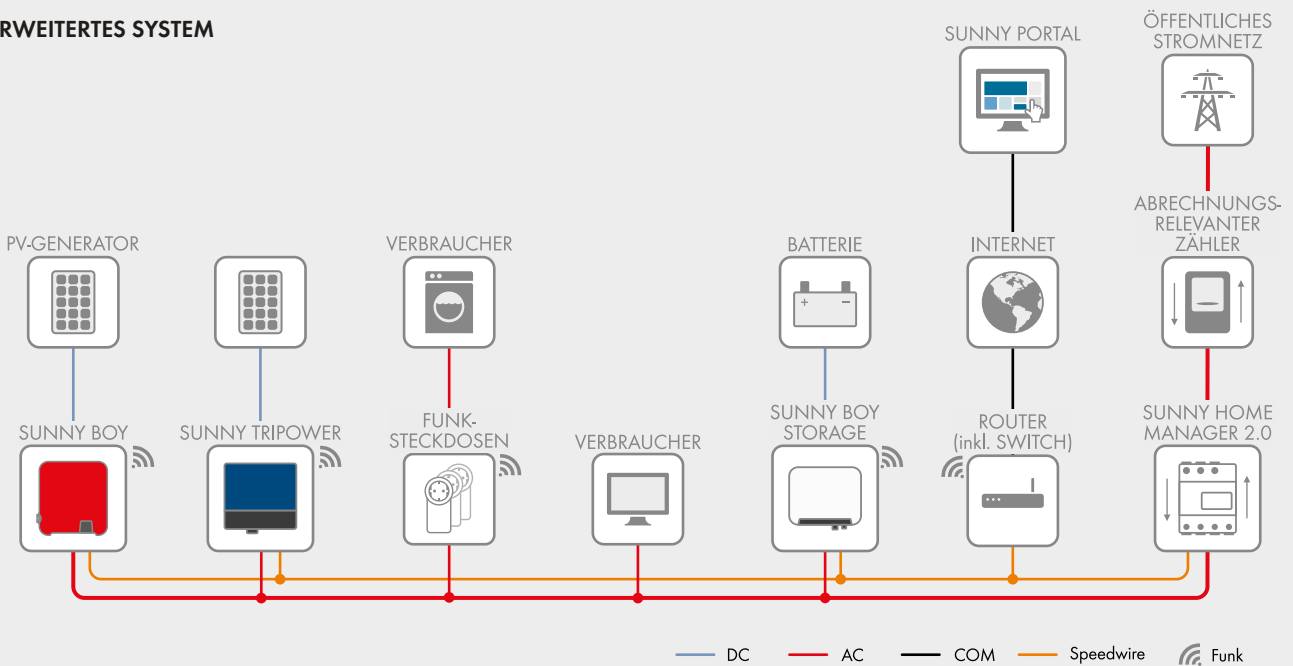 RWEITERTES SYSTEM
SUNNY PORTAL
ÖFFENTLICHES
STROMNETZ
ABRECHNUNGS-
RELEVANTER
ZÄHLER
PV-GENERATOR
VERBRAUCHER
BATTERIE
INTERNET
SUNNY BOY
SUNNY TRIPOWER
FUNK-
STECKDOSEN
VERBRAUCHER
SUNNY BOY
STORAGE
ROUTER
(inkl. SWITCH)
SUNNY HOME
MANAGER 2.0
DC
AC
COM
Speedwire
Funk